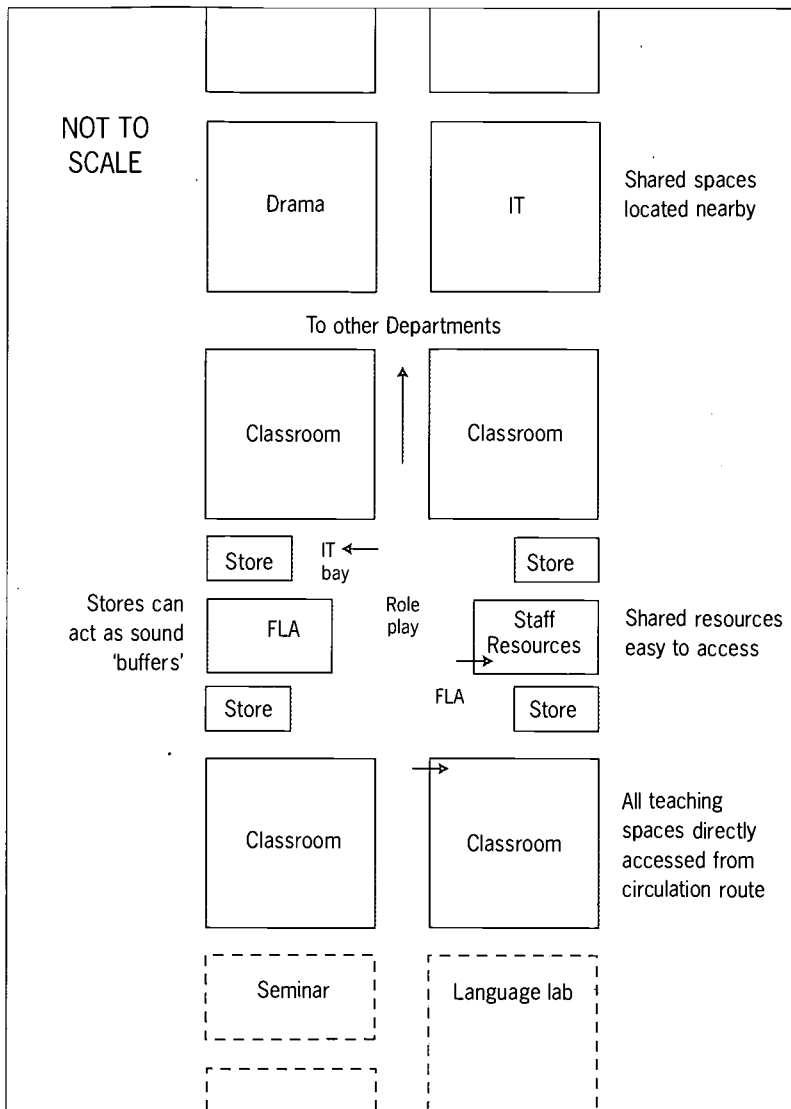 NOT TO
SCALE
Drama
IT
Shared spaces
located nearby
To other Departments
Classroom
Classroom
Store
IT
bay
Store
Stores can
act as sound
'buffers'
FLA
Role
play
Staff
Resources
Shared resources
easy to access
Store
FLA
Store
Classroom
Classroom
All teaching
spaces directly
accessed from
circulation route
Seminar
Language lab